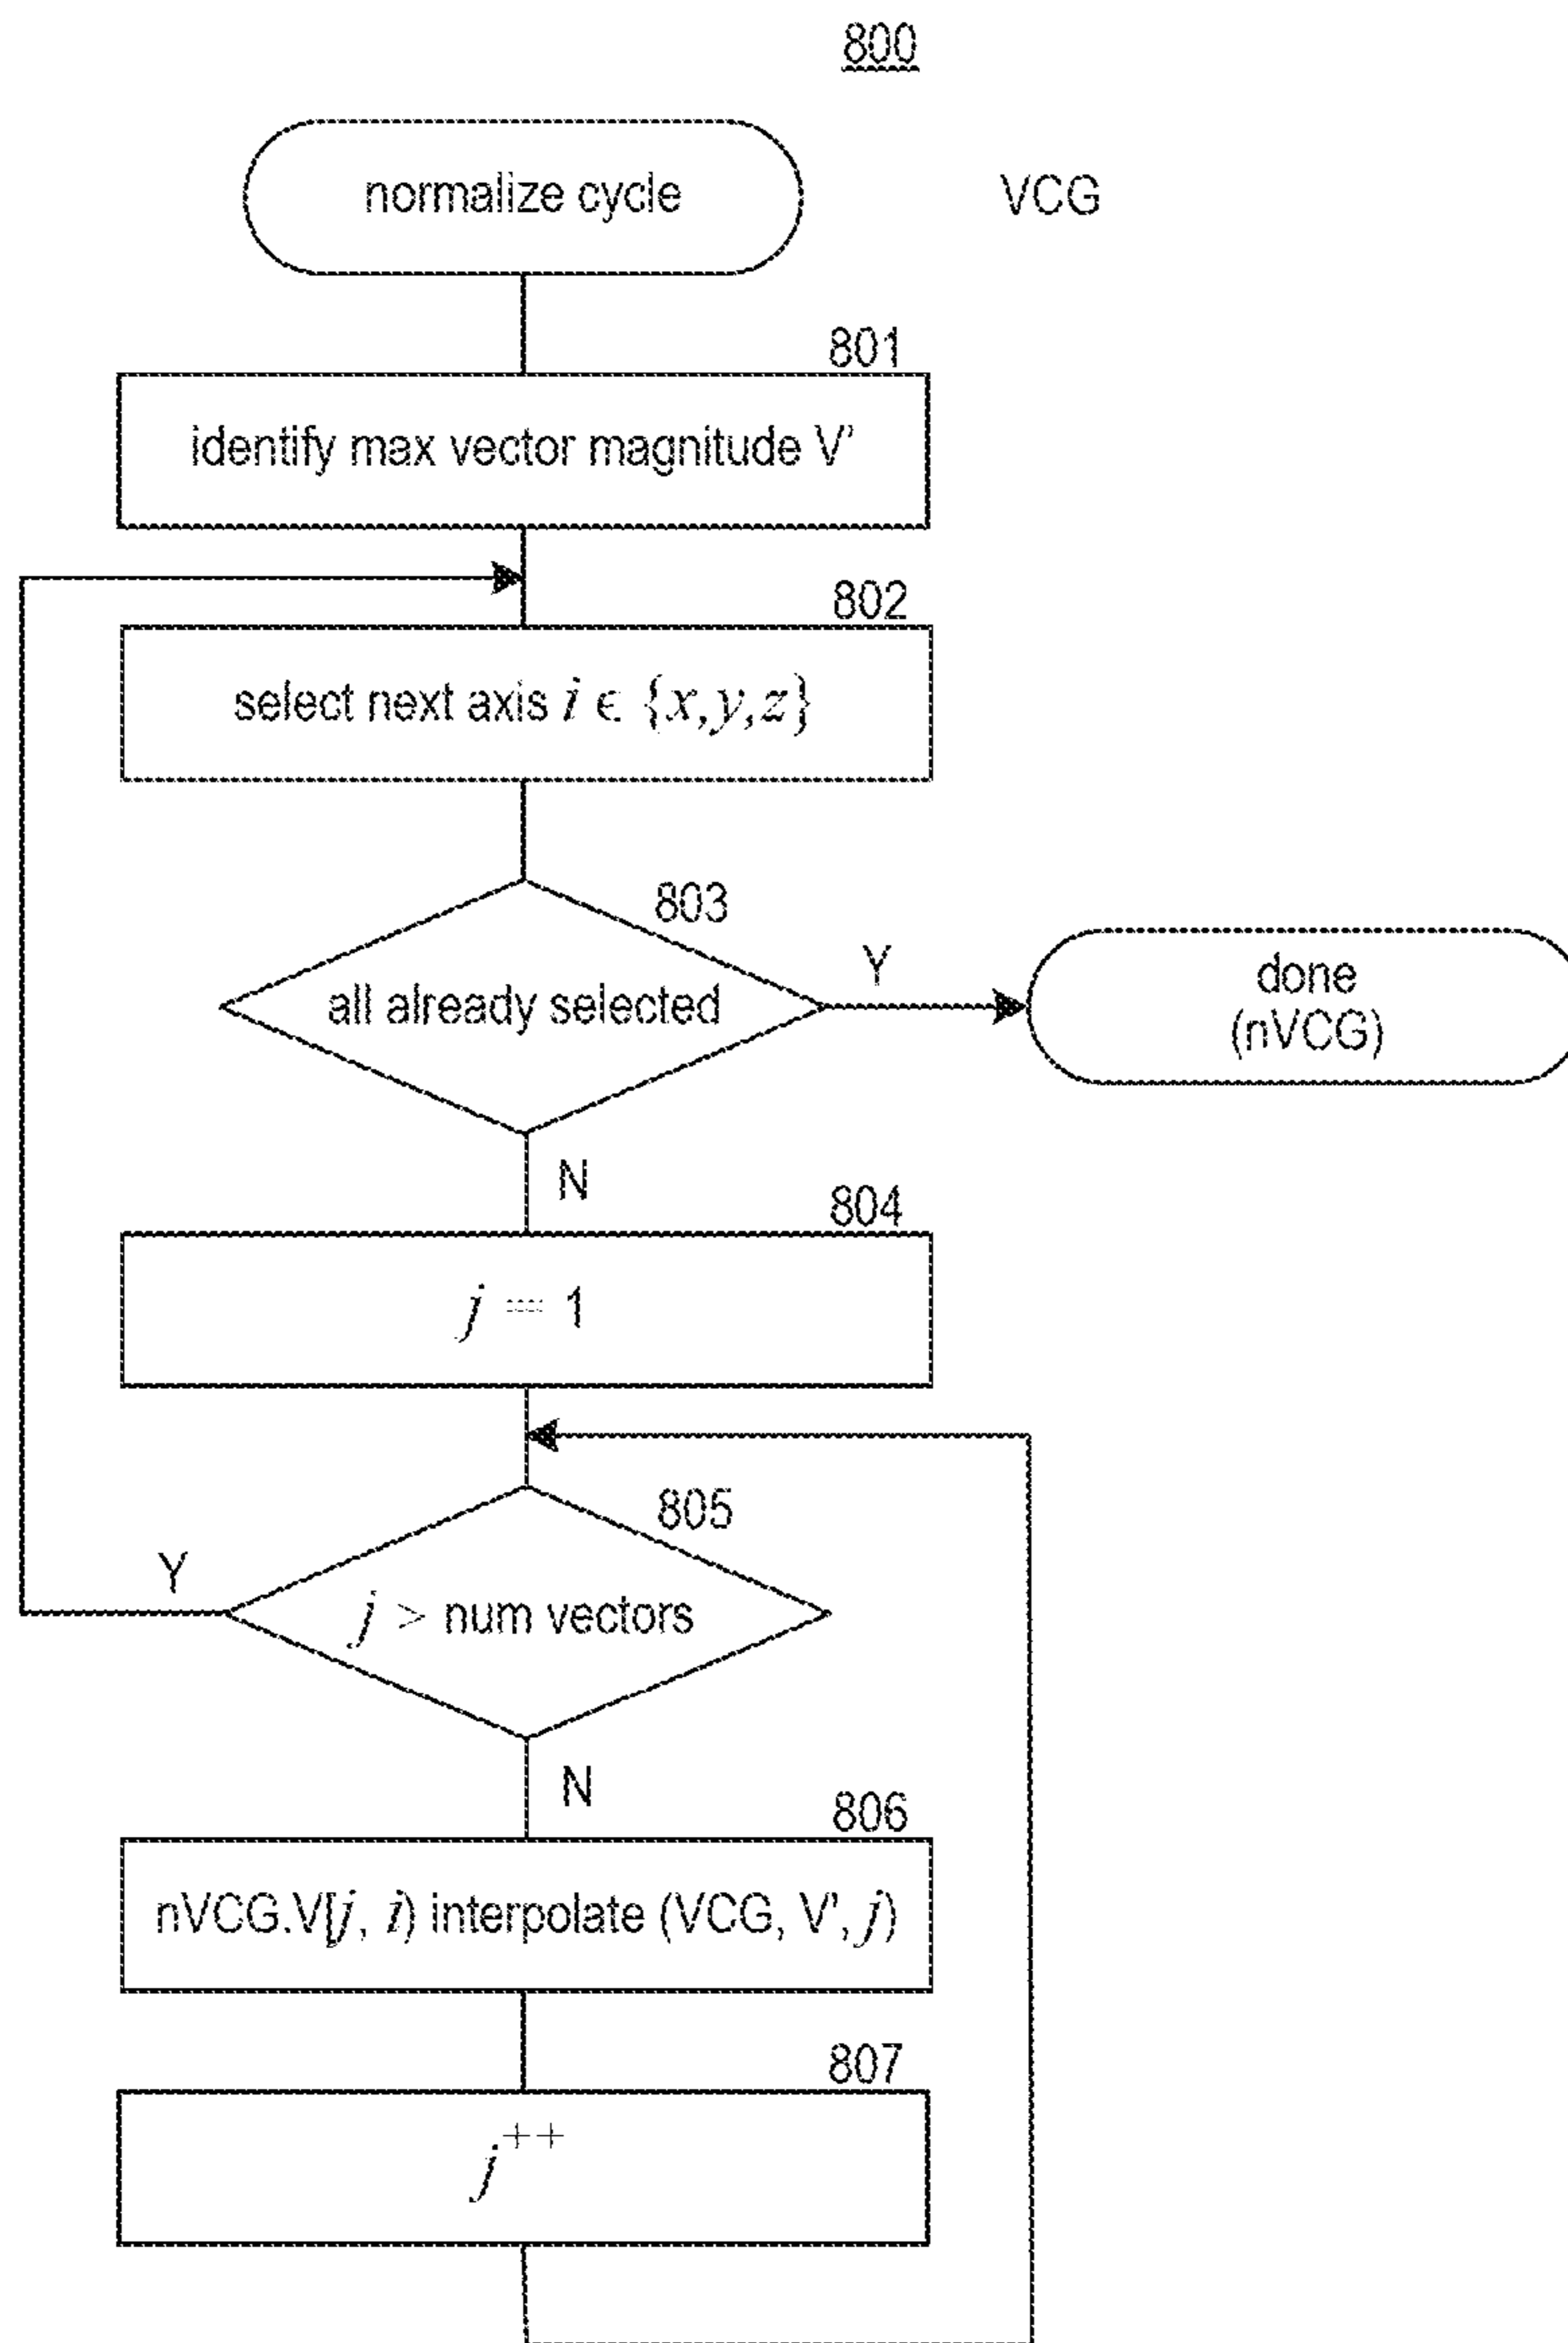 800
normalize cycle
VCG
801
identify max vector magnitude V'
802
select next axis i ϵ {x,y,z}
803
all already selected
Y
done
(nVCG)
N
804
j = 1
805
Y
j > num vectors
N
806
nVCG.V[j, i) interpolate (VCG, V', j)
807
j++